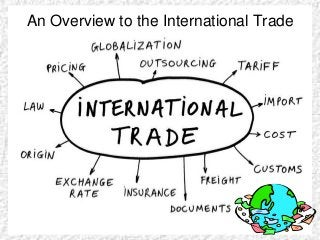 An Overview to the International Trade
GLOBALIZATION
PRICING
OUTSOURCING
TARIFF
LAW
INTERNATIONAL
TRADE
IMPORT
COST
ORIGIN
CUSTOMS
EXCHANGE
RATE
INSURANCE
FREIGHT
DOCUMENTS